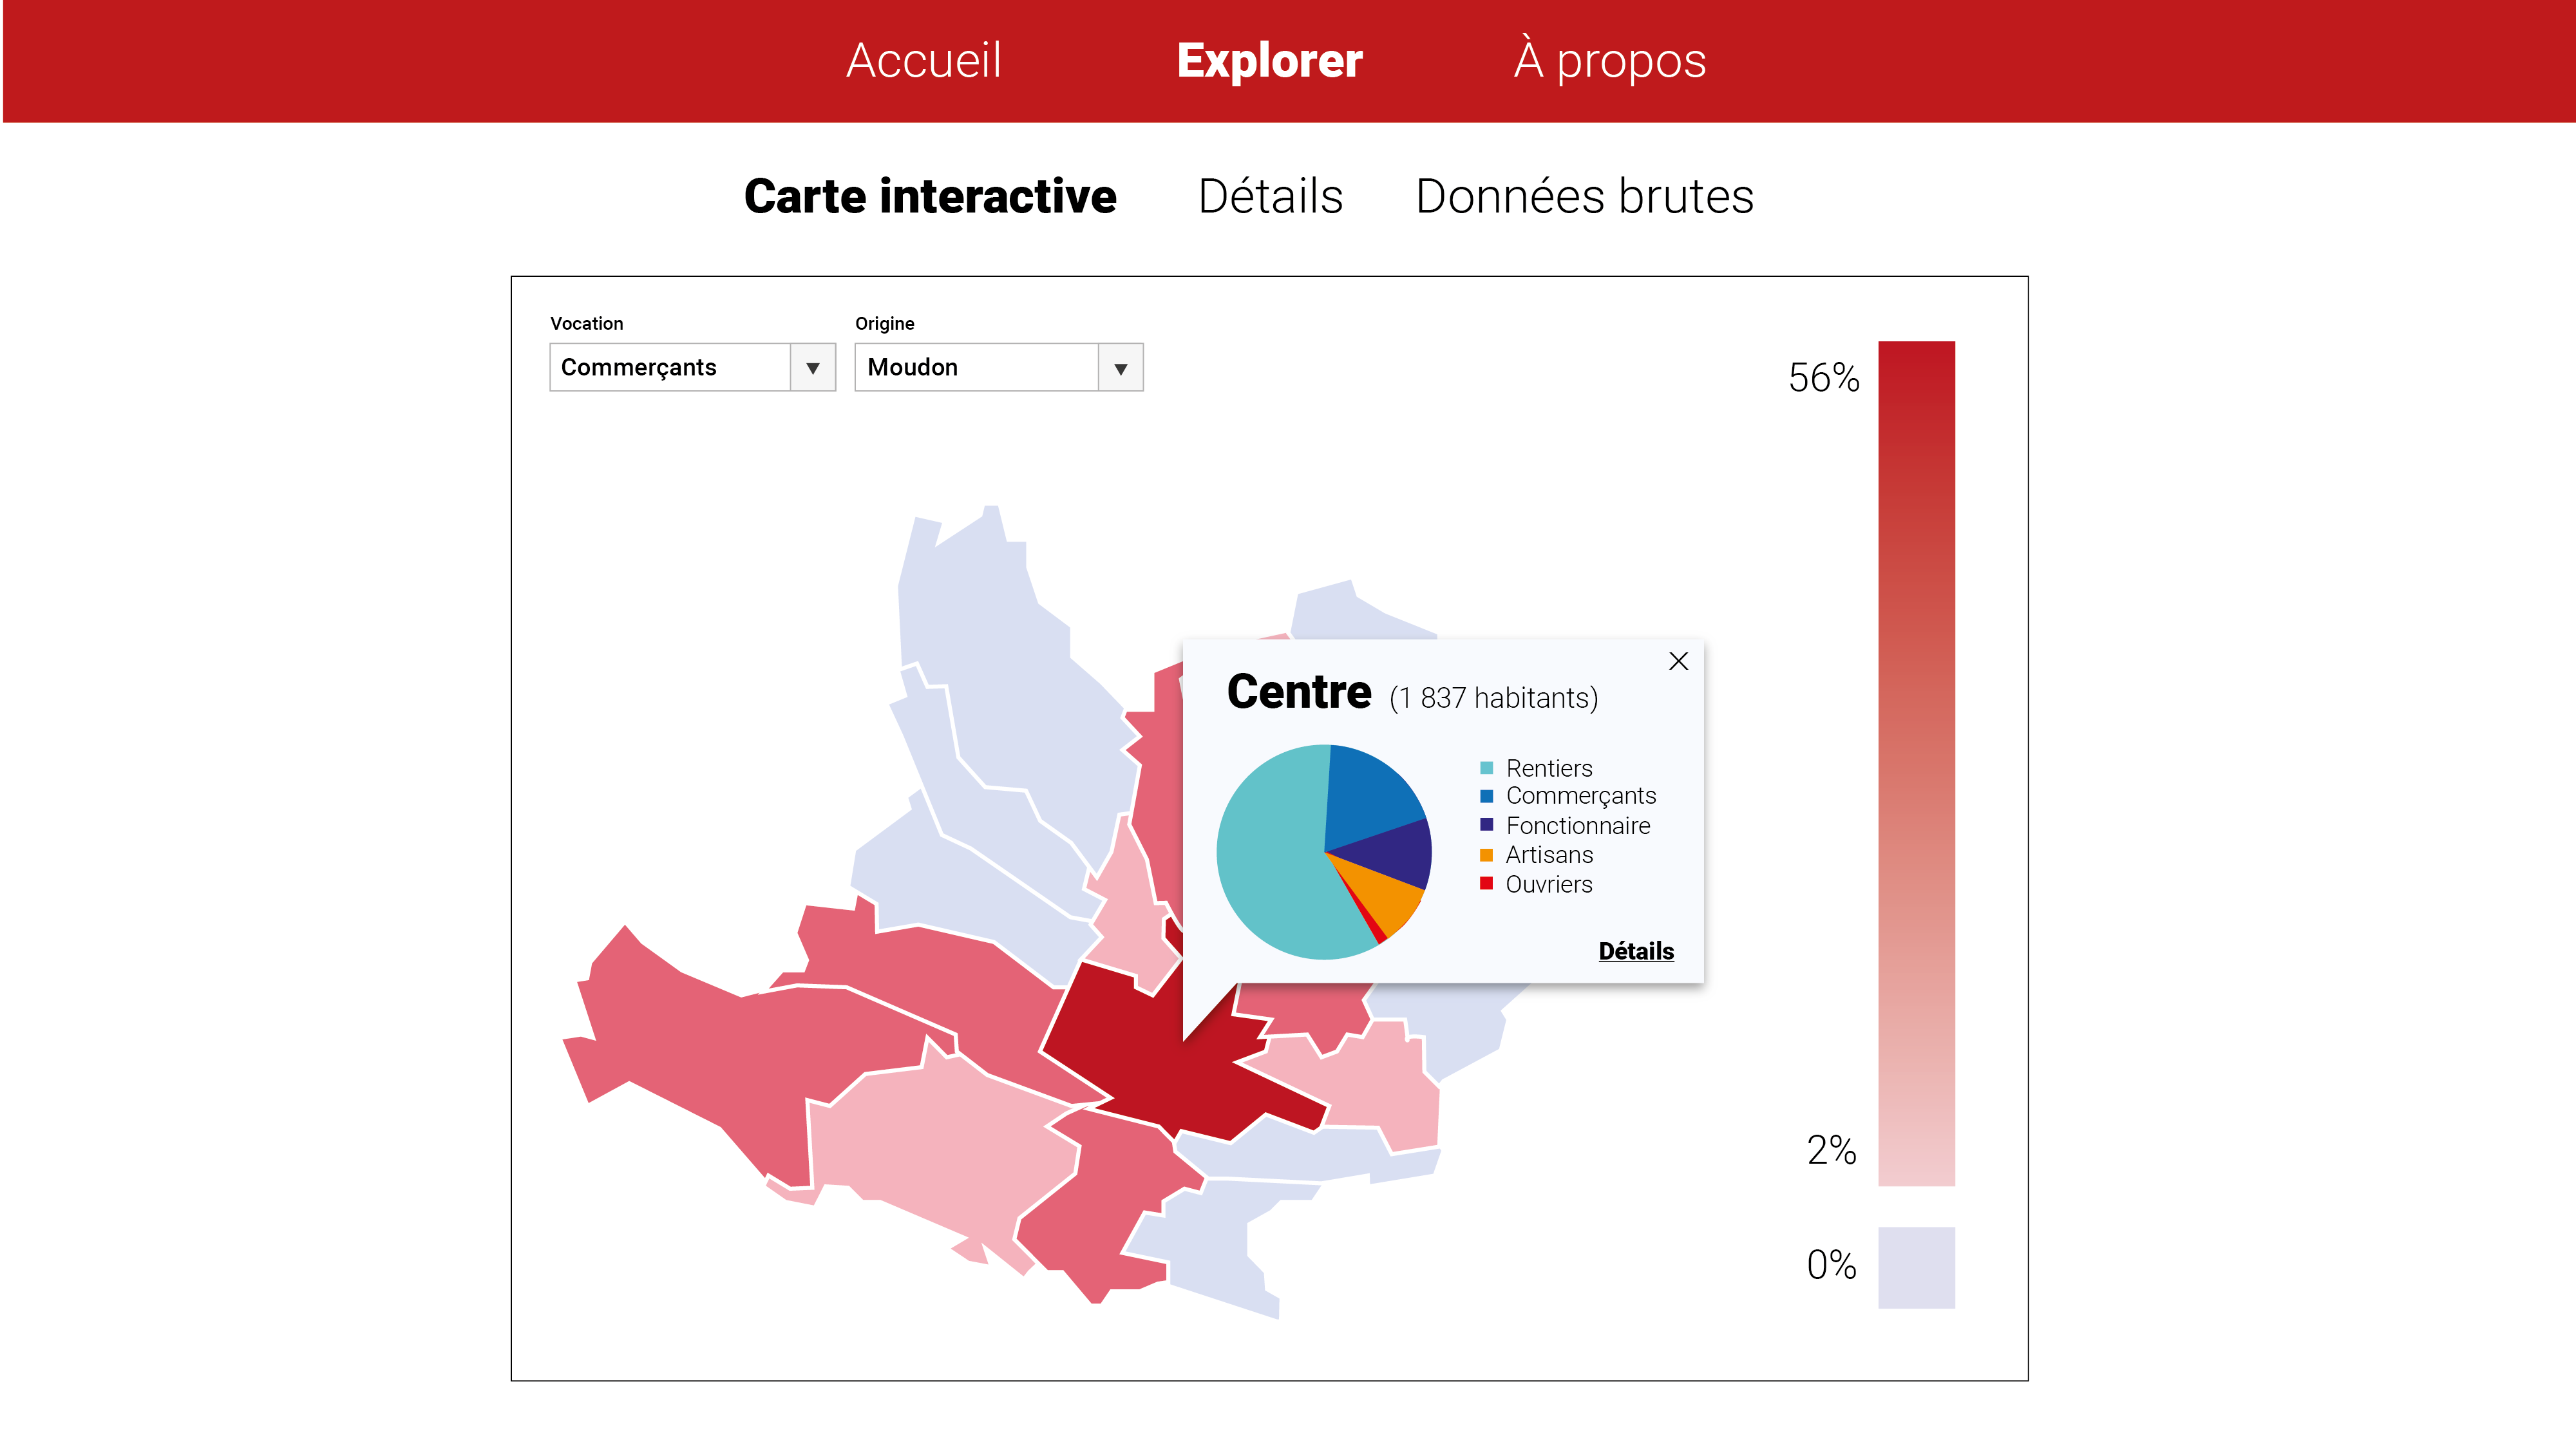 Accueil Explorer À propos
Carte interactive Détails Données brutes
Vocation Origine
Commerçants Moudon
56%
Centre (1 837 habitants)
Rentiers
Commerçants
Fonctionnaire
Artisans
Ouvriers
Détails
2%
0%